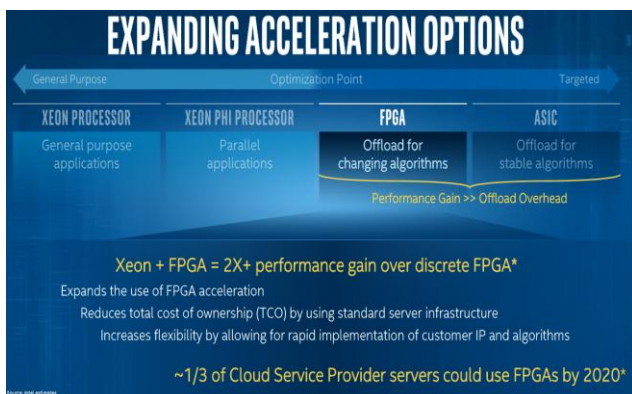 EXPANDING ACCELERATION OPTIONS
General Purpose
Optimization Point
Targeted
XEON PROCESSOR
General purpose
applications
XEON PHI PROCESSOR
Parallel
applications
FPGA
Offload for
changing algorithms
ASIC
Offload for
stable algorithms
Performance Gain >> Offload Overhead
Xeon + FPGA = 2X+ performance gain over discrete FPGA*
Expands the use of FPGA acceleration
Reduces total cost of ownership (TCO) by using standard server infrastructure
Increases flexibility by allowing for rapid implementation of customer IP and algorithms
~1/3 of Cloud Service Provider servers could use FPGAs by 2020*